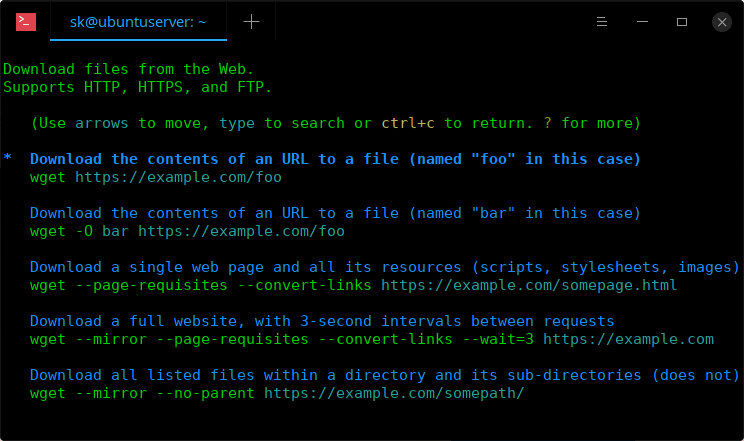 >_ sk@ubuntuserver: ~
Download files from the Web.
Supports HTTP, HTTPS, and FTP.
(Use arrows to move, type to search or ctrl+c to return. ? for more)
* Download the contents of an URL to a file (named "foo" in this case)
wget https://example.com/foo
Download the contents of an URL to a file (named "bar" in this case)
wget -O bar https://example.com/foo
Download a single web page and all its resources (scripts, stylesheets, images)
wget --page-requisites --convert-links https://example.com/somepage.html
Download a full website, with 3-second intervals between requests
wget --mirror --page-requisites --convert-links --wait=3 https://example.com
Download all listed files within a directory and its sub-directories (does not)
wget --mirror --no-parent https://example.com/somepath/